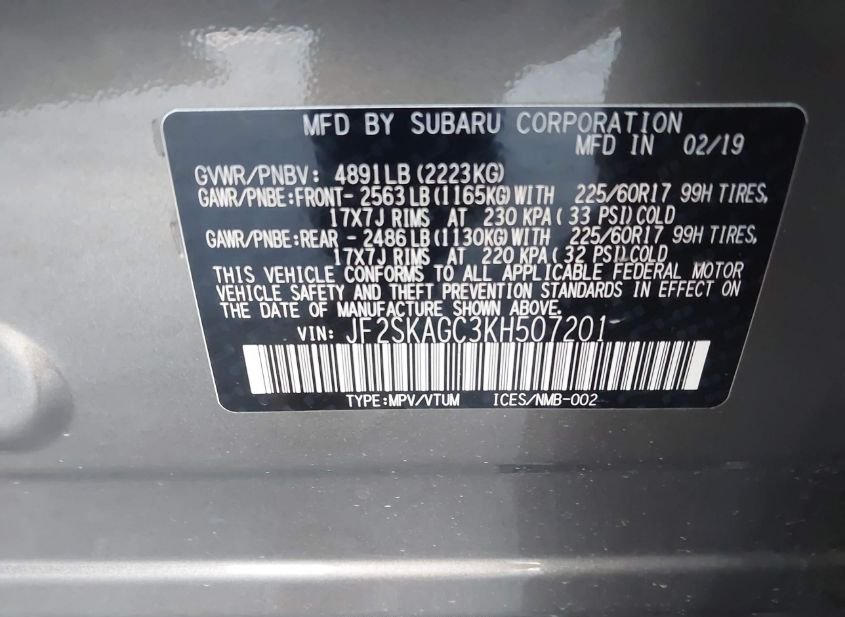 MFD BY SUBARU CORPORATION
MFD IN 02/19
GVWR/PNBV: 4891LB (2223KG)
GAWR/PNBE:FRONT- 2563LB (1165KG) WITH 225/60R17 99H TIRES,
17X7J RIMS AT 230 KPA (33 PSI) COLD
GAWR/PNBE:REAR - 2486LB (1130KG) WITH 225/60R17 99H TIRES,
17X7J RIMS AT 220 KPA (32 PSI) COLD
THIS VEHICLE CONFORMS TO ALL APPLICABLE FEDERAL MOTOR
VEHICLE SAFETY AND THEFT PREVENTION STANDARDS IN EFFECT ON
THE DATE OF MANUFACTURE SHOWN ABOVE.
VIN: JF2SKAGC3KH507201
TYPE:MPV/VTUM ICES/NMB-002